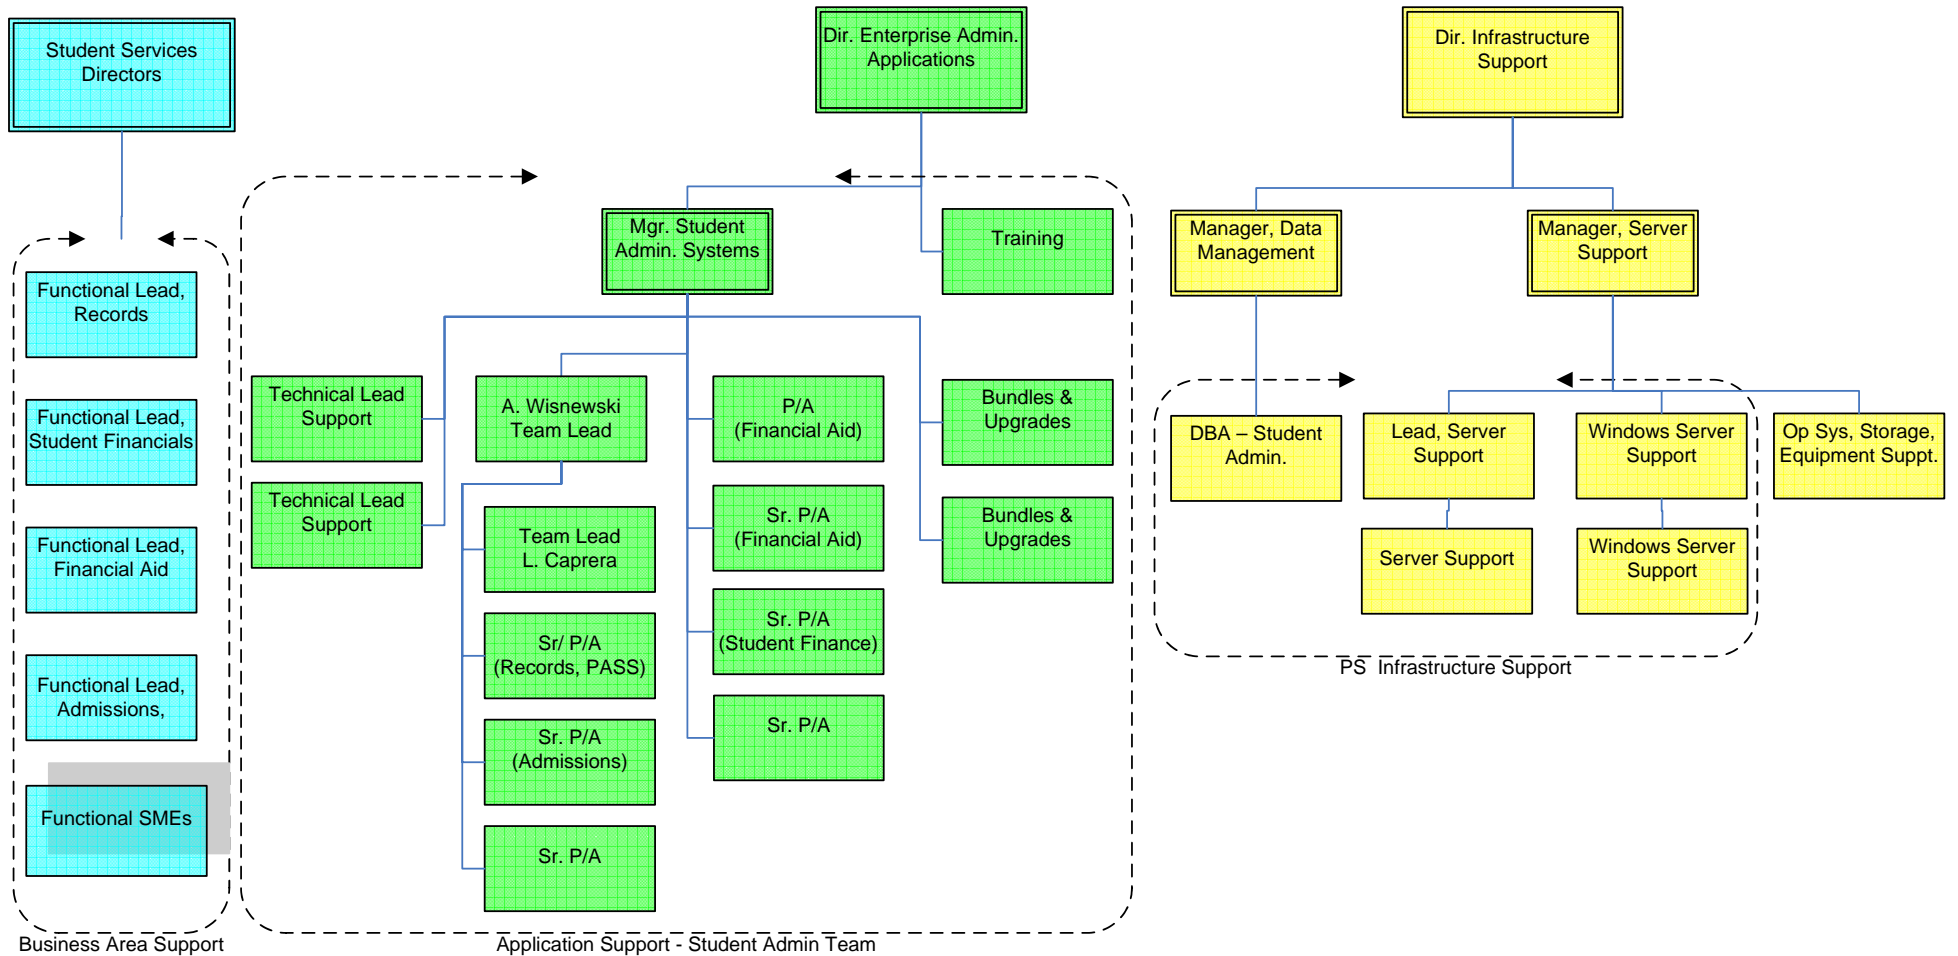 Student Services
Directors
Dir. Enterprise Admin.
Applications
Dir. Infrastructure
Support
Mgr. Student
Admin. Systems
Training
Manager, Data
Management
Manager, Server
Support
Functional Lead,
Records
Functional Lead,
Student Financials
Functional Lead,
Financial Aid
Functional Lead,
Admissions,
Functional SMEs
Business Area Support
Technical Lead
Support
Technical Lead
Support
A. Wisnewski
Team Lead
Team Lead
L. Caprera
Sr/ P/A
(Records, PASS)
Sr. P/A
(Admissions)
Sr. P/A
P/A
(Financial Aid)
Sr. P/A
(Financial Aid)
Sr. P/A
(Student Finance)
Sr. P/A
Bundles &
Upgrades
Bundles &
Upgrades
Application Support - Student Admin Team
DBA – Student
Admin.
Lead, Server
Support
Windows Server
Support
Op Sys, Storage,
Equipment Suppt.
Server Support
Windows Server
Support
PS  Infrastructure Support